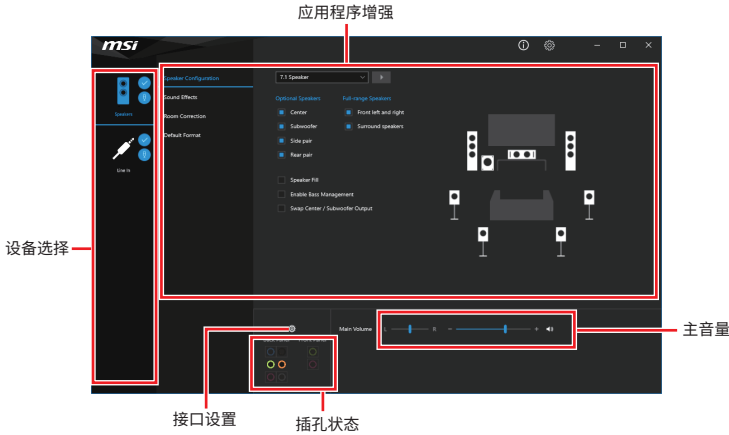 应用程序增强
msi
Speaker Configuration
Sound Effects
Room Correction
Default Format
Speakers
Line In
7.1 Speaker
Optional Speakers
Full-range Speakers
Center
Front left and right
Subwoofer
Surround speakers
Side pair
Rear pair
Speaker Fill
Enable Bass Management
Swap Center / Subwoofer Output
设备选择
Main Volume
L
R
主音量
接口设置
插孔状态